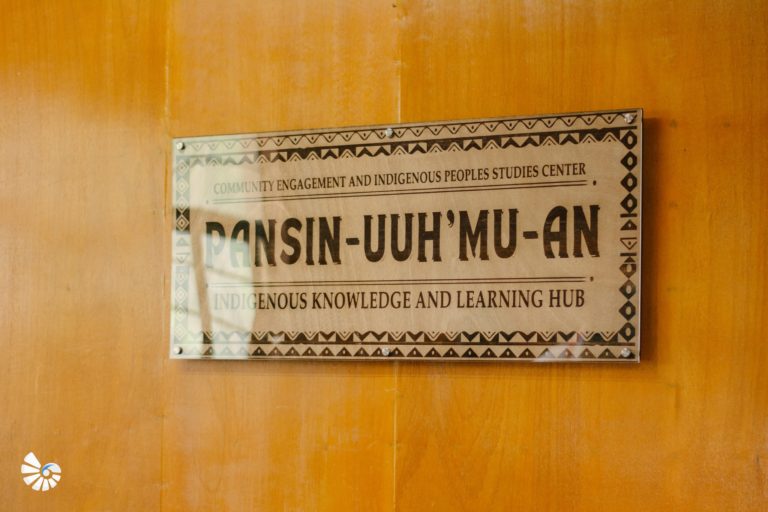 COMMUNITY ENGAGEMENT AND INDIGENOUS PEOPLES STUDIES CENTER
PANSIN-UUH'MU-AN
INDIGENOUS KNOWLEDGE AND LEARNING HUB